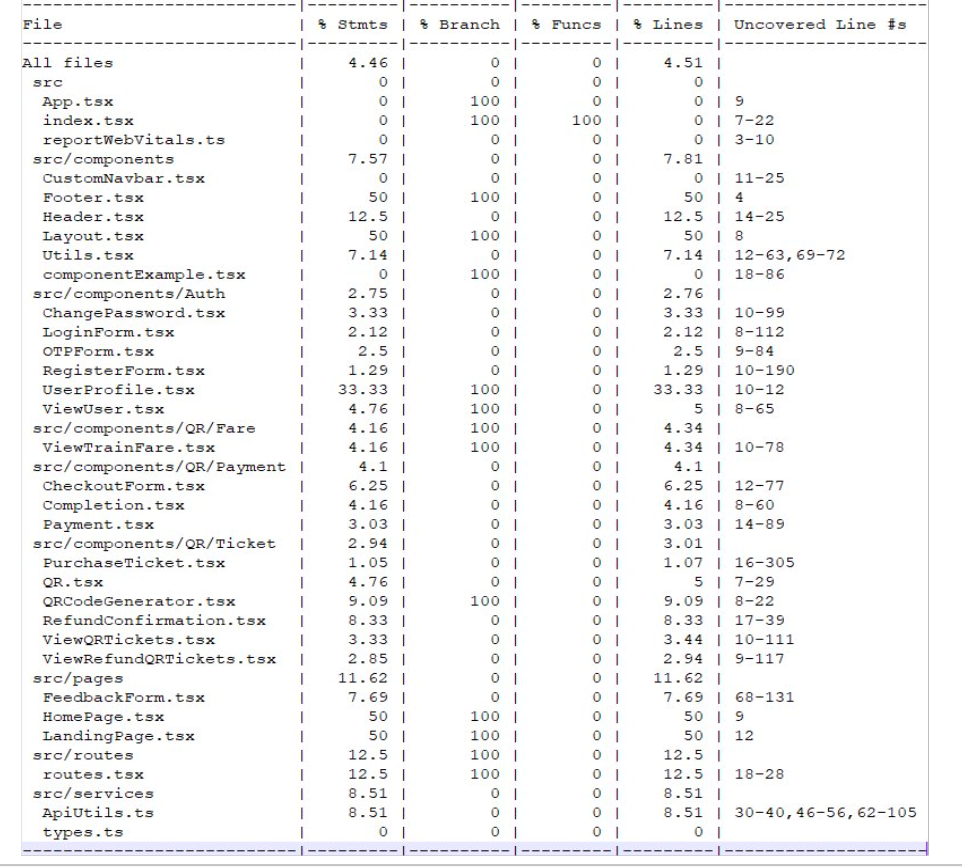 File | % Stmts | % Branch | % Funcs | % Lines | Uncovered Line #s
All files | 4.46 | 0 | 0 | 4.51 |
src | 0 | 0 | 0 | 0 |
App.tsx | 0 | 100 | 0 | 0 | 9
index.tsx | 0 | 100 | 100 | 0 | 7-22
reportWebVitals.ts | 0 | 0 | 0 | 0 | 3-10
src/components | 7.57 | 0 | 0 | 7.81 |
CustomNavbar.tsx | 0 | 0 | 0 | 0 | 11-25
Footer.tsx | 50 | 100 | 0 | 50 | 4
Header.tsx | 12.5 | 0 | 0 | 12.5 | 14-25
Layout.tsx | 50 | 100 | 0 | 50 | 8
Utils.tsx | 7.14 | 0 | 0 | 7.14 | 12-63,69-72
componentExample.tsx | 0 | 100 | 0 | 0 | 18-86
src/components/Auth | 2.75 | 0 | 0 | 2.76 |
ChangePassword.tsx | 3.33 | 0 | 0 | 3.33 | 10-99
LoginForm.tsx | 2.12 | 0 | 0 | 2.12 | 8-112
OTPForm.tsx | 2.5 | 0 | 0 | 2.5 | 9-84
RegisterForm.tsx | 1.29 | 0 | 0 | 1.29 | 10-190
UserProfile.tsx | 33.33 | 100 | 0 | 33.33 | 10-12
ViewUser.tsx | 4.76 | 100 | 0 | 5 | 8-65
src/components/QR/Fare | 4.16 | 100 | 0 | 4.34 |
ViewTrainFare.tsx | 4.16 | 100 | 0 | 4.34 | 10-78
src/components/QR/Payment | 4.1 | 0 | 0 | 4.1 |
CheckoutForm.tsx | 6.25 | 0 | 0 | 6.25 | 12-77
Completion.tsx | 4.16 | 0 | 0 | 4.16 | 8-60
Payment.tsx | 3.03 | 0 | 0 | 3.03 | 14-89
src/components/QR/Ticket | 2.94 | 0 | 0 | 3.01 |
PurchaseTicket.tsx | 1.05 | 0 | 0 | 1.07 | 16-305
QR.tsx | 4.76 | 0 | 0 | 5 | 7-29
QRCodeGenerator.tsx | 9.09 | 100 | 0 | 9.09 | 8-22
RefundConfirmation.tsx | 8.33 | 0 | 0 | 8.33 | 17-39
ViewQRTickets.tsx | 3.33 | 0 | 0 | 3.44 | 10-111
ViewRefundQRTickets.tsx | 2.85 | 0 | 0 | 2.94 | 9-117
src/pages | 11.62 | 0 | 0 | 11.62 |
FeedbackForm.tsx | 7.69 | 0 | 0 | 7.69 | 68-131
HomePage.tsx | 50 | 100 | 0 | 50 | 9
LandingPage.tsx | 50 | 100 | 0 | 50 | 12
src/routes | 12.5 | 100 | 0 | 12.5 |
routes.tsx | 12.5 | 100 | 0 | 12.5 | 18-28
src/services | 8.51 | 0 | 0 | 8.51 |
ApiUtils.ts | 8.51 | 0 | 0 | 8.51 | 30-40,46-56,62-105
types.ts | 0 | 0 | 0 | 0 |